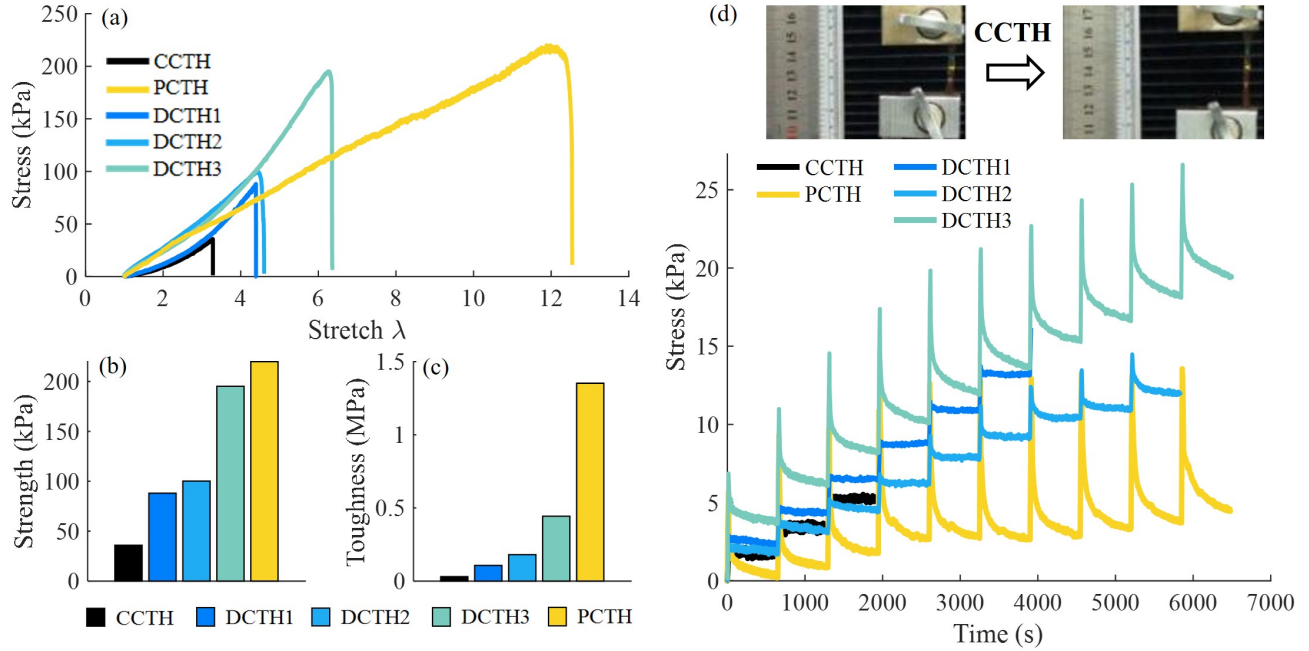 (a)
250
200
150
100
50
0
Stress (kPa)
CCTH
PCTH
DCTH1
DCTH2
DCTH3
0 2 4 6 8 10 12 14
Stretch λ
(b)
200
150
100
50
0
Strength (kPa)
(c)
1.5
1
0.5
0
Toughness (MPa)
CCTH DCTH1 DCTH2 DCTH3 PCTH
(d)
CCTH
CCTH DCTH1
PCTH DCTH2
DCTH3
25
20
15
10
5
0
Stress (kPa)
0 1000 2000 3000 4000 5000 6000 7000
Time (s)